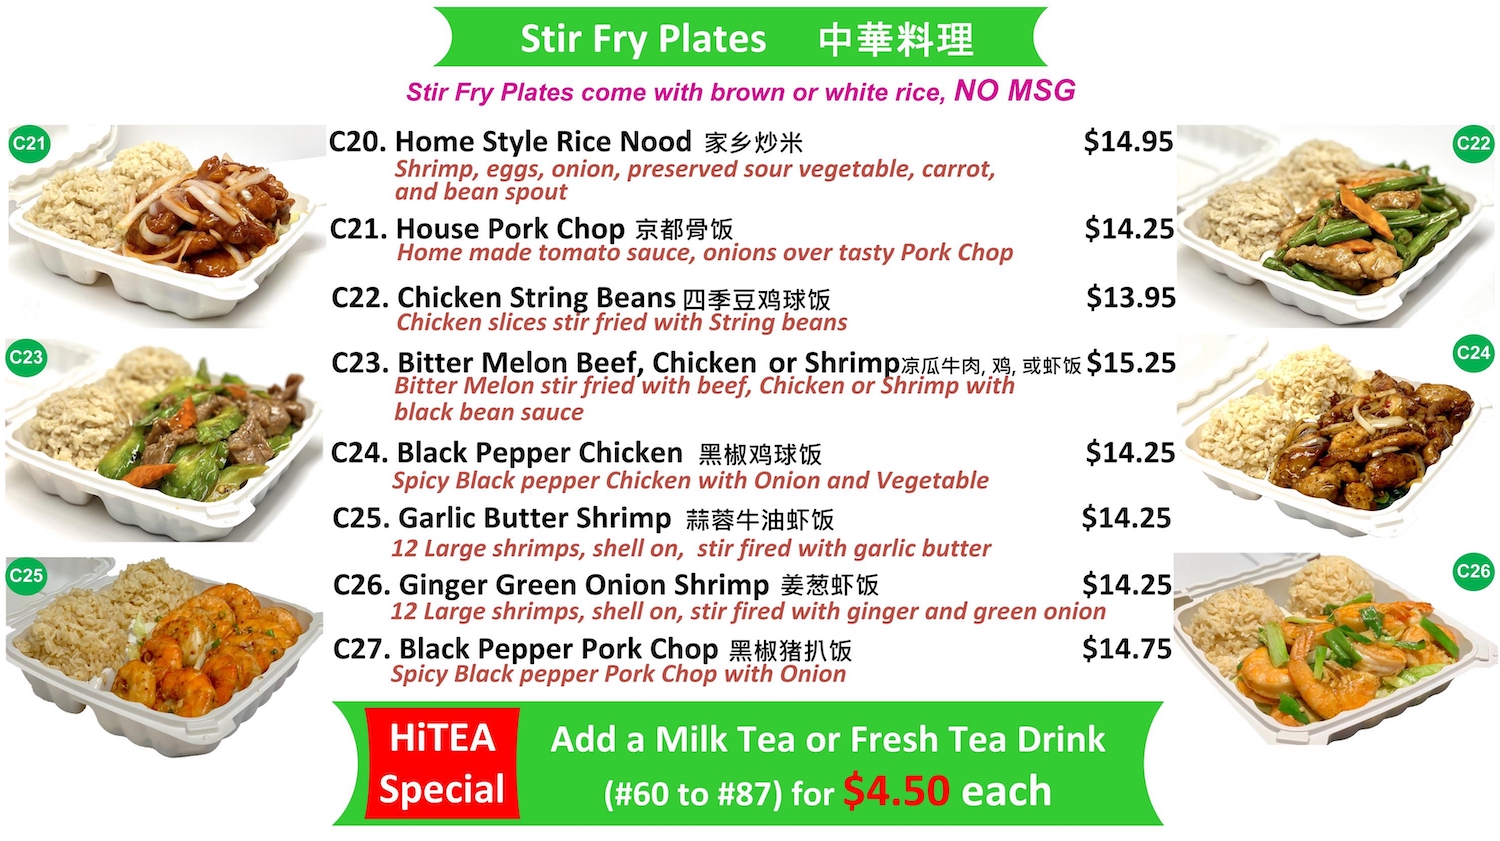 Stir Fry Plates 中華料理
Stir Fry Plates come with brown or white rice, NO MSG
C21
C22
C20. Home Style Rice Nood 家乡炒米 $14.95
Shrimp, eggs, onion, preserved sour vegetable, carrot,
and bean spout
C21. House Pork Chop 京都骨饭 $14.25
Home made tomato sauce, onions over tasty Pork Chop
C22. Chicken String Beans 四季豆鸡球饭 $13.95
Chicken slices stir fried with String beans
C23
C24
C23. Bitter Melon Beef, Chicken or Shrimp凉瓜牛肉, 鸡, 或虾饭 $15.25
Bitter Melon stir fried with beef, Chicken or Shrimp with
black bean sauce
C24. Black Pepper Chicken 黑椒鸡球饭 $14.25
Spicy Black pepper Chicken with Onion and Vegetable
C25. Garlic Butter Shrimp 蒜蓉牛油虾饭 $14.25
12 Large shrimps, shell on, stir fired with garlic butter
C25
C26
C26. Ginger Green Onion Shrimp 姜葱虾饭 $14.25
12 Large shrimps, shell on, stir fired with ginger and green onion
C27. Black Pepper Pork Chop 黑椒猪扒饭 $14.75
Spicy Black pepper Pork Chop with Onion
HiTEA
Special
Add a Milk Tea or Fresh Tea Drink
(#60 to #87) for $4.50 each